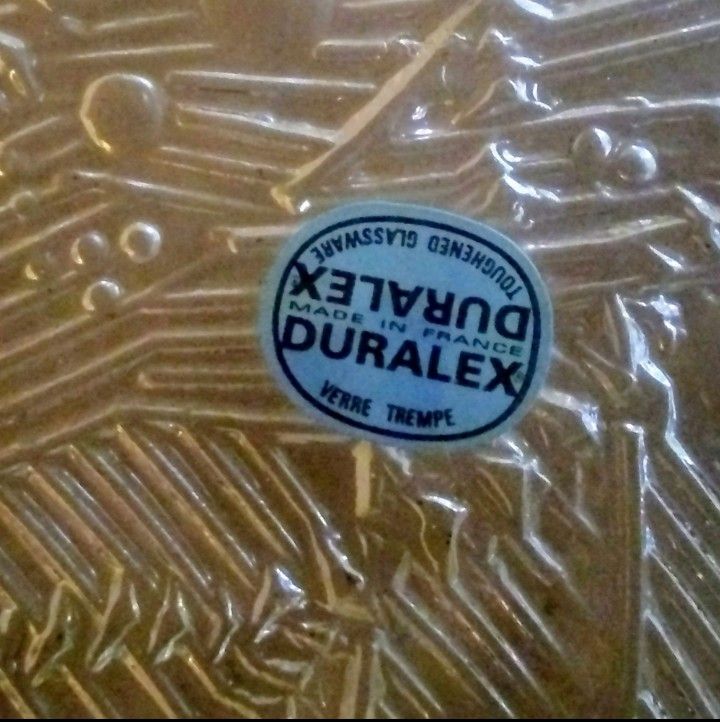 TOUGHENED GLASSWARE
DURALEX
MADE IN FRANCE
DURALEX
VERRE TREMPE